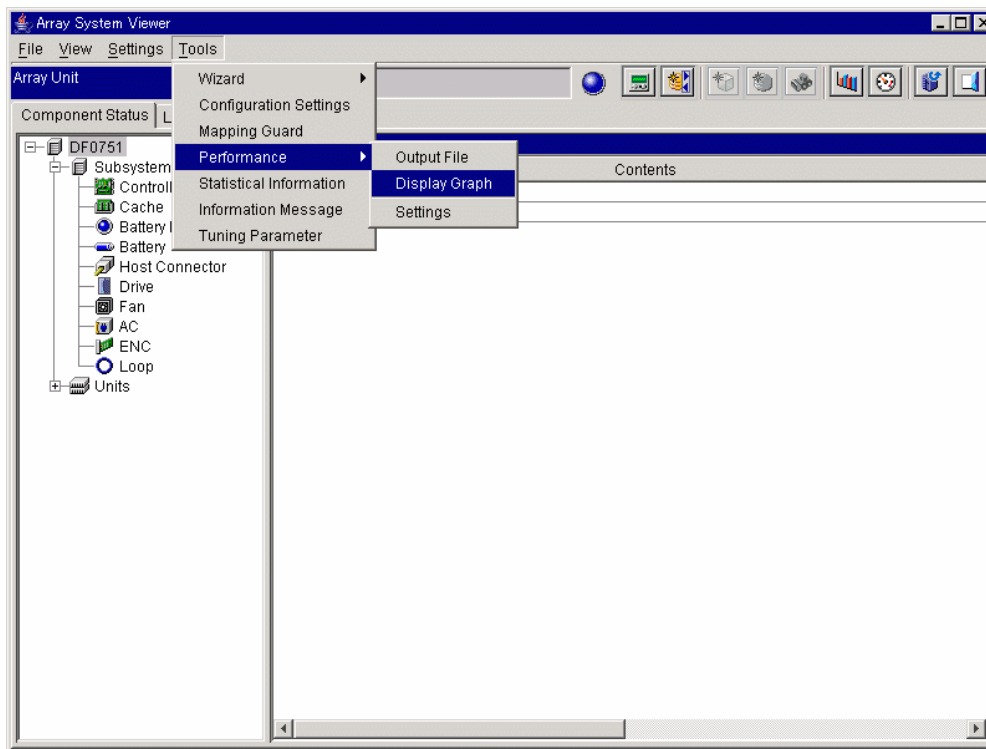 Array System Viewer
File View Settings Tools
Array Unit
Component Status L
DF0751
Subsystem
Controll
Cache
Battery
Battery
Host Connector
Drive
Fan
AC
ENC
Loop
Units
Wizard
Configuration Settings
Mapping Guard
Performance
Statistical Information
Information Message
Tuning Parameter
Output File
Display Graph
Settings
Contents